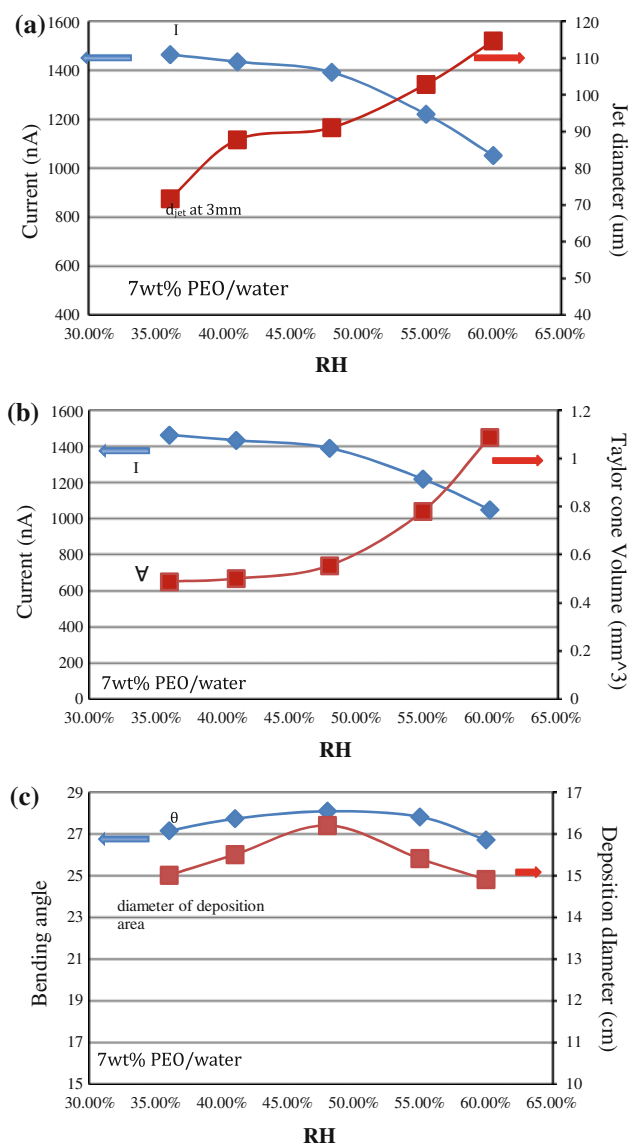 (a)
1600
1400
1200
1000
800
600
400
Current (nA)
I
d_jet at 3mm
7wt% PEO/water
120
110
100
90
80
70
60
50
40
Jet diameter (um)
30.00% 35.00% 40.00% 45.00% 50.00% 55.00% 60.00% 65.00%
RH
(b)
1600
1400
1200
1000
800
600
400
200
0
Current (nA)
I
∀
7wt% PEO/water
1.2
1
0.8
0.6
0.4
0.2
0
Taylor cone Volume (mm^3)
30.00% 35.00% 40.00% 45.00% 50.00% 55.00% 60.00% 65.00%
RH
(c)
29
27
25
23
21
19
17
15
Bending angle
θ
diameter of deposition
area
7wt% PEO/water
17
16
15
14
13
12
11
10
Deposition dIameter
(cm)
30.00% 35.00% 40.00% 45.00% 50.00% 55.00% 60.00% 65.00%
RH